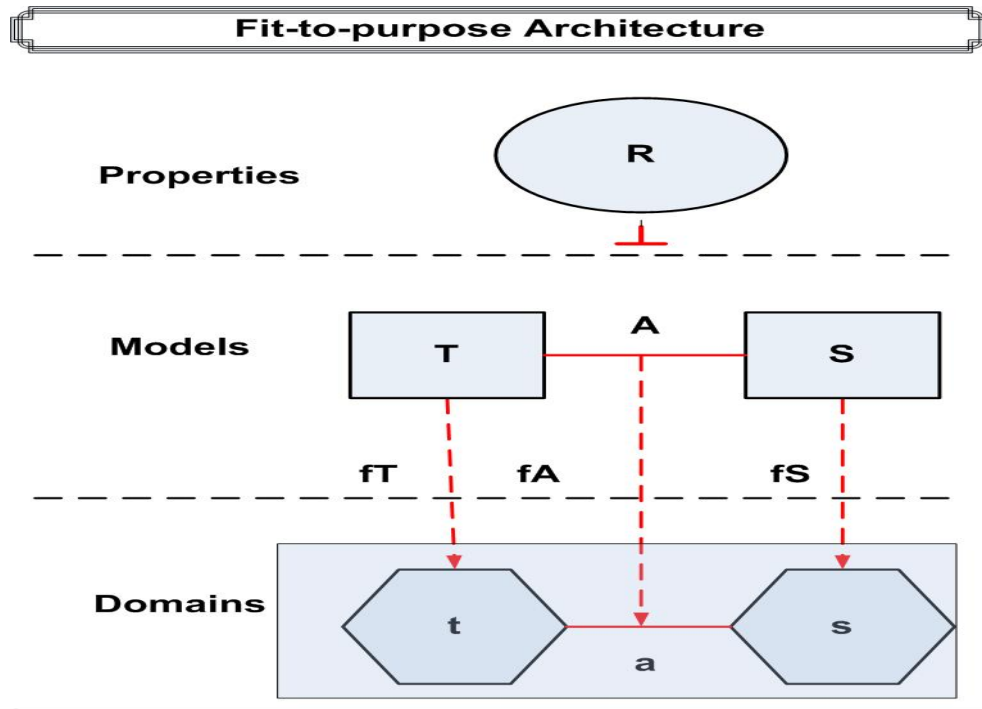 Fit-to-purpose Architecture
R
Properties
A
Models
T
S
fT
fA
fS
Domains
t
s
a